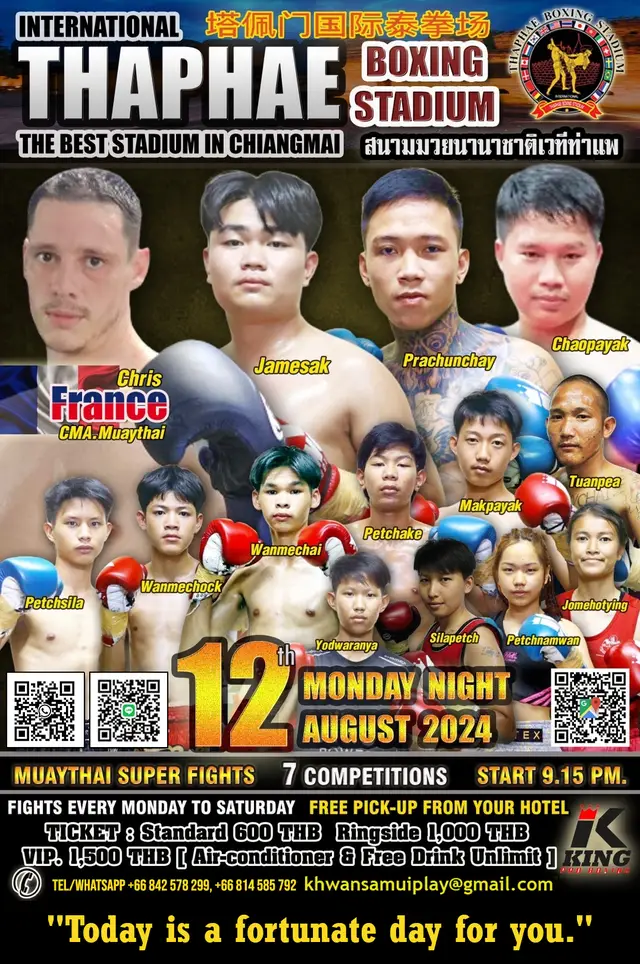 INTERNATIONAL
塔佩门国际泰拳场
THAPHAE
BOXING
STADIUM
THAPHAE BOXING STADIUM
THE BEST STADIUM IN CHIANGMAI
สนามมวยนานาชาติเวทีท่าแพ
Chris
France
CMA.Muaythai
Jamesak
Prachunchay
Chaopayak
Tuanpea
Makpayak
Petchake
Wanmechai
Wanmechock
Petchsila
Yodwaranya
Silapetch
Petchnamwan
Jomehotying
12th
MONDAY NIGHT
AUGUST 2024
MUAYTHAI SUPER FIGHTS 7 COMPETITIONS START 9.15 PM.
FIGHTS EVERY MONDAY TO SATURDAY FREE PICK-UP FROM YOUR HOTEL
TICKET : Standard 600 THB Ringside 1,000 THB
VIP. 1,500 THB [ Air-conditioner & Free Drink Unlimit ]
K
KING
TEL/WHATSAPP +66 842 578 299, +66 814 585 792 khwansamuiplay@gmail.com
"Today is a fortunate day for you."